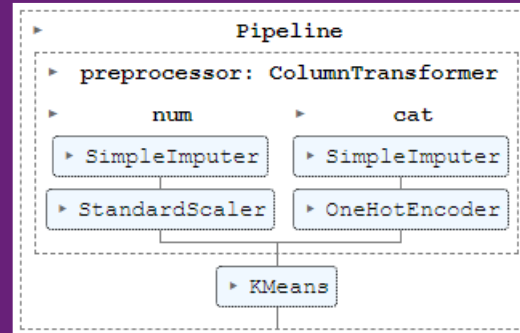 Pipeline
preprocessor: ColumnTransformer
num cat
SimpleImputer SimpleImputer
StandardScaler OneHotEncoder
KMeans